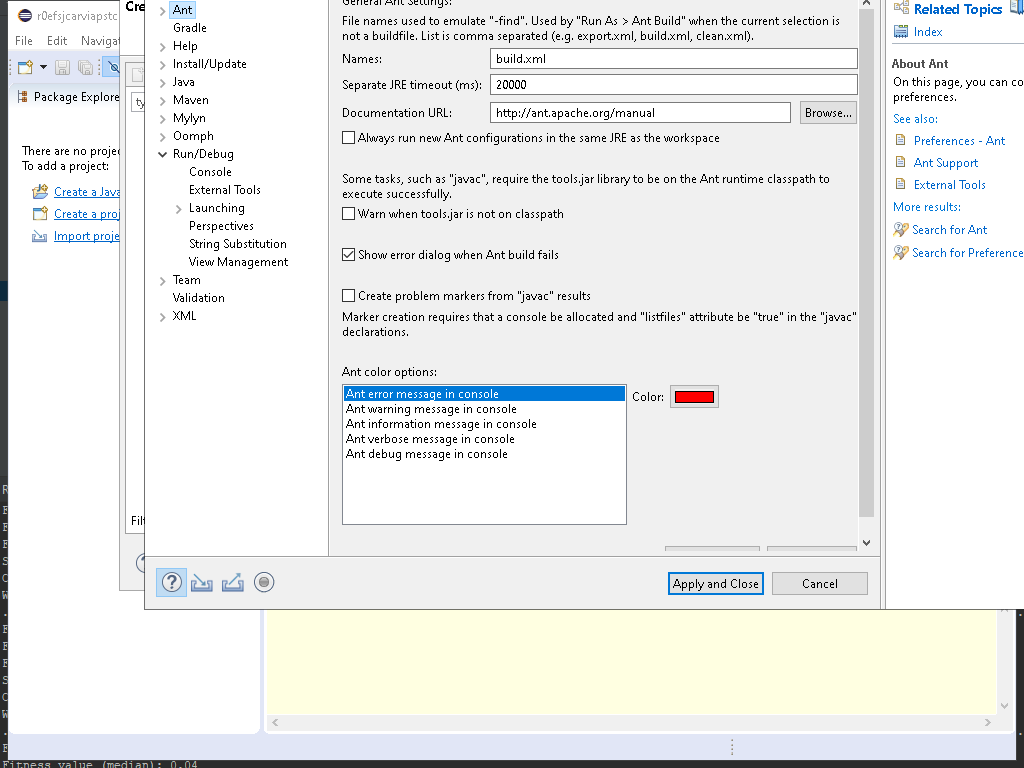 r0efsjcarviapstc
File Edit Naviga
Package Explore
There are no projec
To add a project:
Create a Java
Create a proj
Import proje
Cre
ty
Filt
Ant
Gradle
Help
Install/Update
Java
Maven
Mylyn
Oomph
Run/Debug
Console
External Tools
Launching
Perspectives
String Substitution
View Management
Team
Validation
XML
General Ant Settings:
File names used to emulate "-find". Used by "Run As > Ant Build" when the current selection is
not a buildfile. List is comma separated (e.g. export.xml, build.xml, clean.xml).
Names: build.xml
Separate JRE timeout (ms): 20000
Documentation URL: http://ant.apache.org/manual Browse...
Always run new Ant configurations in the same JRE as the workspace
Some tasks, such as "javac", require the tools.jar library to be on the Ant runtime classpath to
execute successfully.
Warn when tools.jar is not on classpath
Show error dialog when Ant build fails
Create problem markers from "javac" results
Marker creation requires that a console be allocated and "listfiles" attribute be "true" in the "javac"
declarations.
Ant color options:
Ant error message in console
Ant warning message in console
Ant information message in console
Ant verbose message in console
Ant debug message in console
Color:
Apply and Close Cancel
Related Topics
Index
About Ant
On this page, you can co
preferences.
See also:
Preferences - Ant
Ant Support
External Tools
More results:
Search for Ant
Search for Preference
Fitness value (median): 0.04